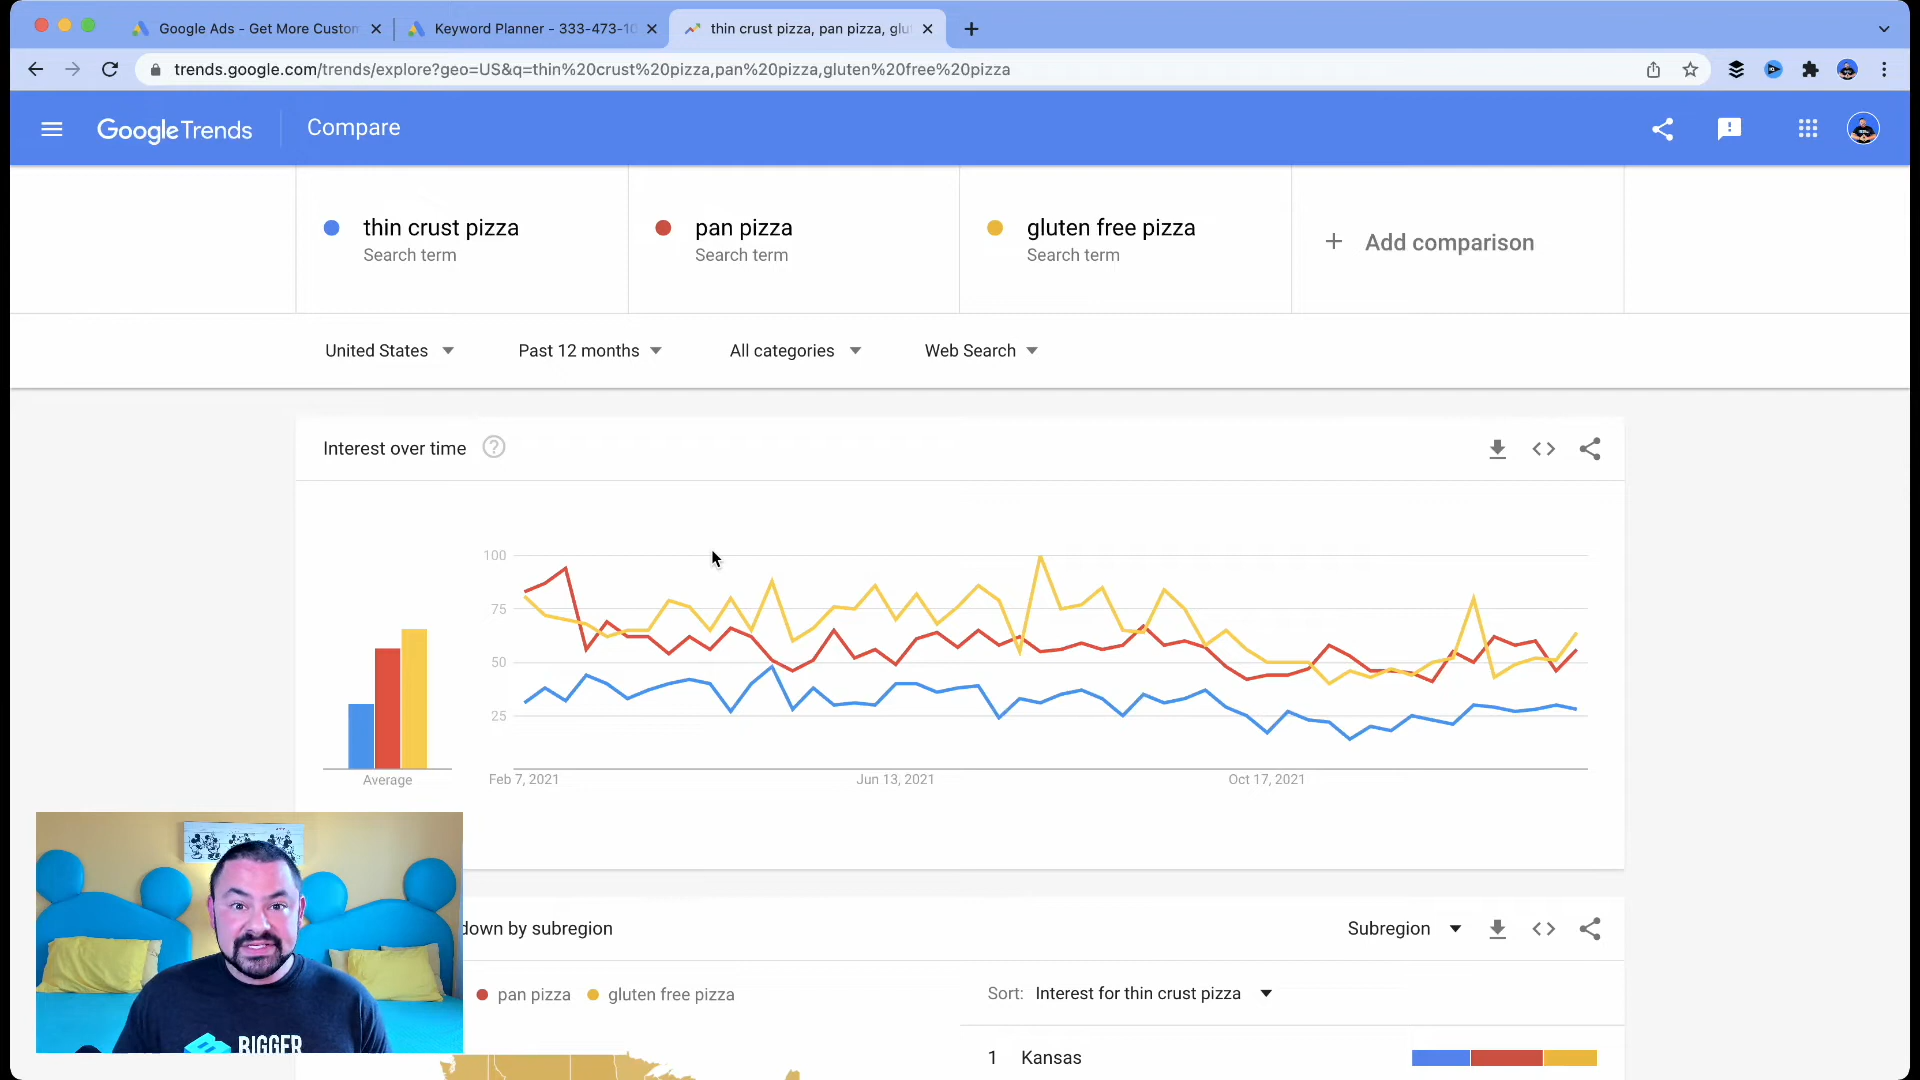 Google Ads - Get More Custom
Keyword Planner - 333-473-10
thin crust pizza, pan pizza, glu
trends.google.com/trends/explore?geo=US&q=thin%20crust%20pizza,pan%20pizza,gluten%20free%20pizza
Google Trends
Compare
thin crust pizza
Search term
pan pizza
Search term
gluten free pizza
Search term
+ Add comparison
United States
Past 12 months
All categories
Web Search
Interest over time
?
100
75
50
25
Average
Feb 7, 2021
Jun 13, 2021
Oct 17, 2021
down by subregion
Subregion
pan pizza
gluten free pizza
Sort: Interest for thin crust pizza
1 Kansas
BIGGER